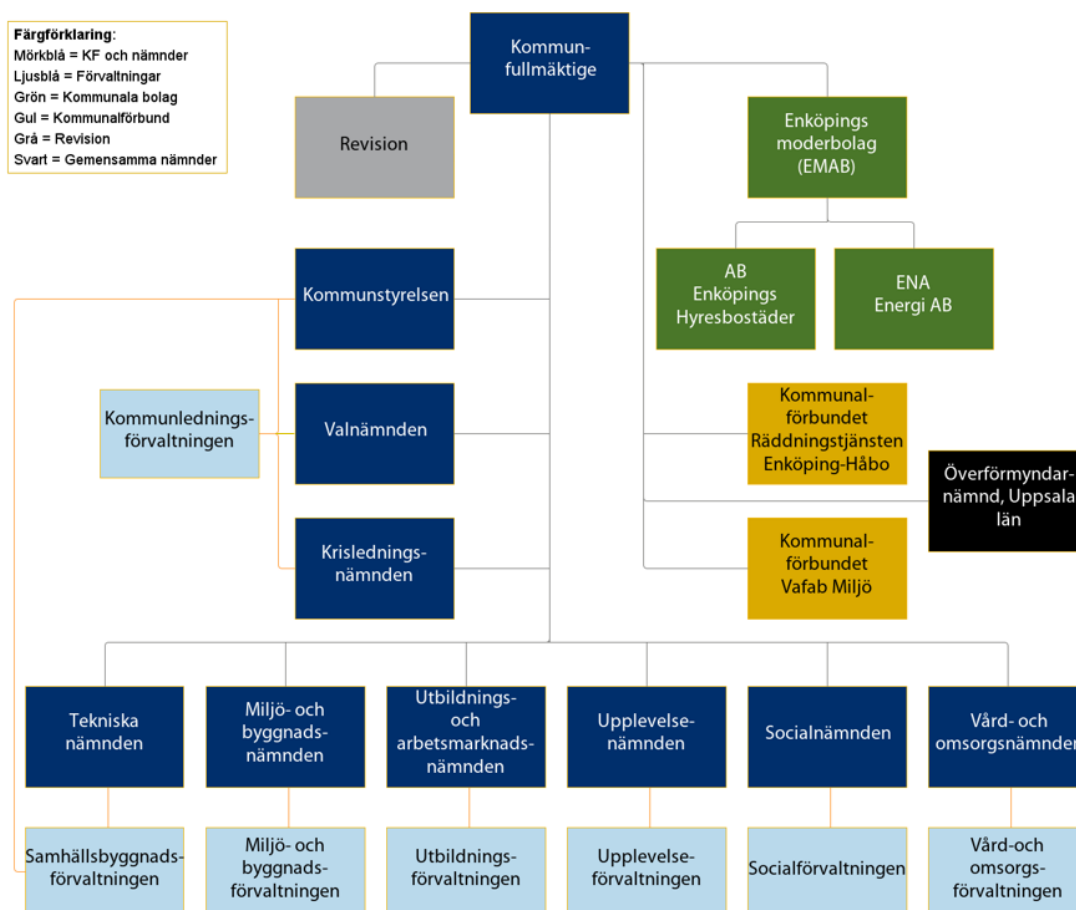 Färgförklaring:
Mörkblå = KF och nämnder
Ljusblå = Förvaltningar
Grön = Kommunala bolag
Gul = Kommunalförbund
Grå = Revision
Svart = Gemensamma nämnder
Kommun-
fullmäktige
Revision
Enköpings
moderbolag
(EMAB)
Kommunstyrelsen
AB
Enköpings
Hyresbostäder
ENA
Energi AB
Kommunlednings-
förvaltningen
Valnämnden
Kommunal-
förbundet
Räddningstjänsten
Enköping-Håbo
Överförmyndar-
nämnd, Uppsala
län
Krislednings-
nämnden
Kommunal-
förbundet
Vafab Miljö
Tekniska
nämnden
Miljö- och
byggnads-
nämnden
Utbildnings-
och
arbetsmarknads-
nämnden
Upplevelse-
nämnden
Socialnämnden
Vård- och
omsorgsnämnden
Samhällsbyggnads-
förvaltningen
Miljö- och
byggnads-
förvaltningen
Utbildnings-
förvaltningen
Upplevelse-
förvaltningen
Socialförvaltningen
Vård-och
omsorgs-
förvaltningen